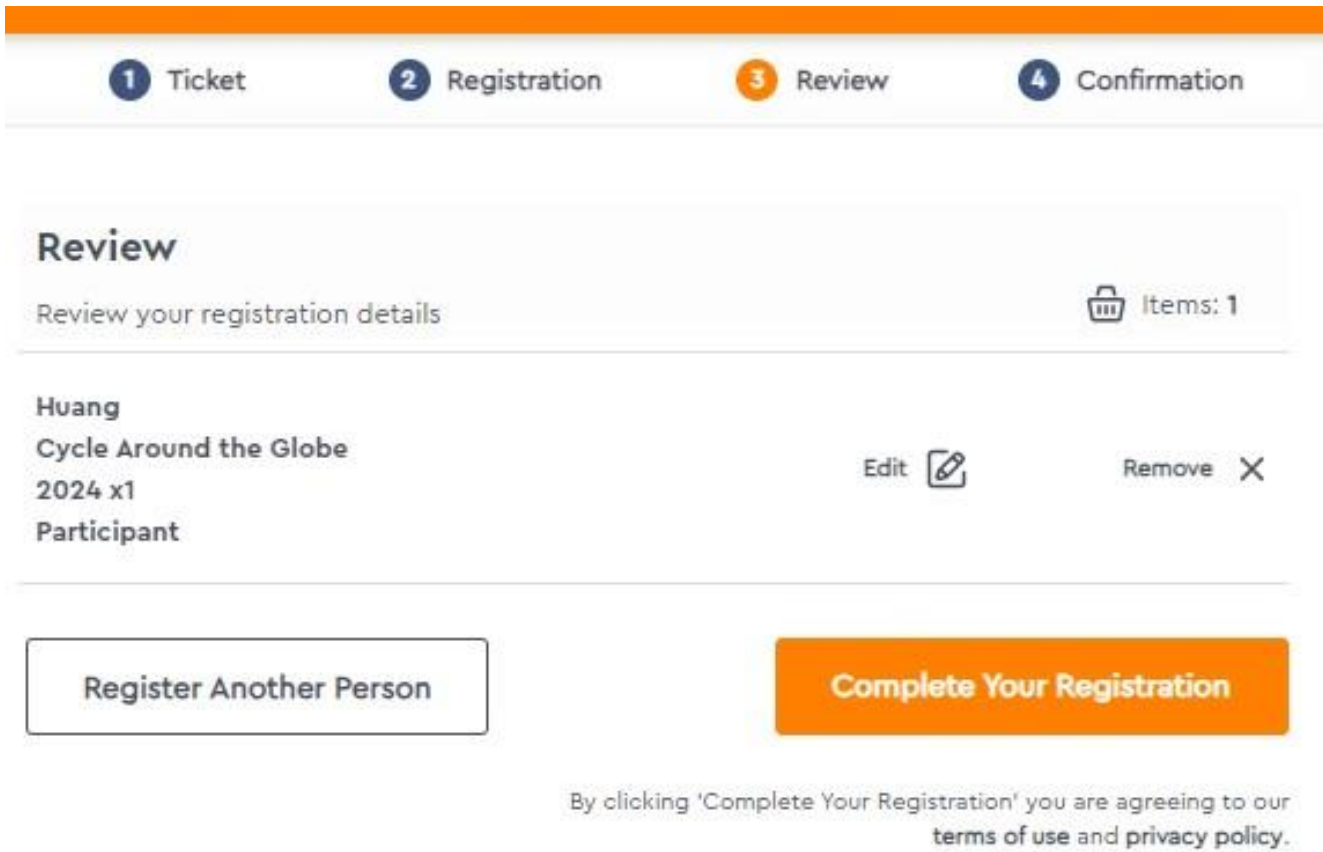 1 Ticket 2 Registration 3 Review 4 Confirmation
Review
Review your registration details
Items: 1
Huang
Cycle Around the Globe
2024 x1
Participant
Edit
Remove
Register Another Person
Complete Your Registration
By clicking 'Complete Your Registration' you are agreeing to our
terms of use and privacy policy.